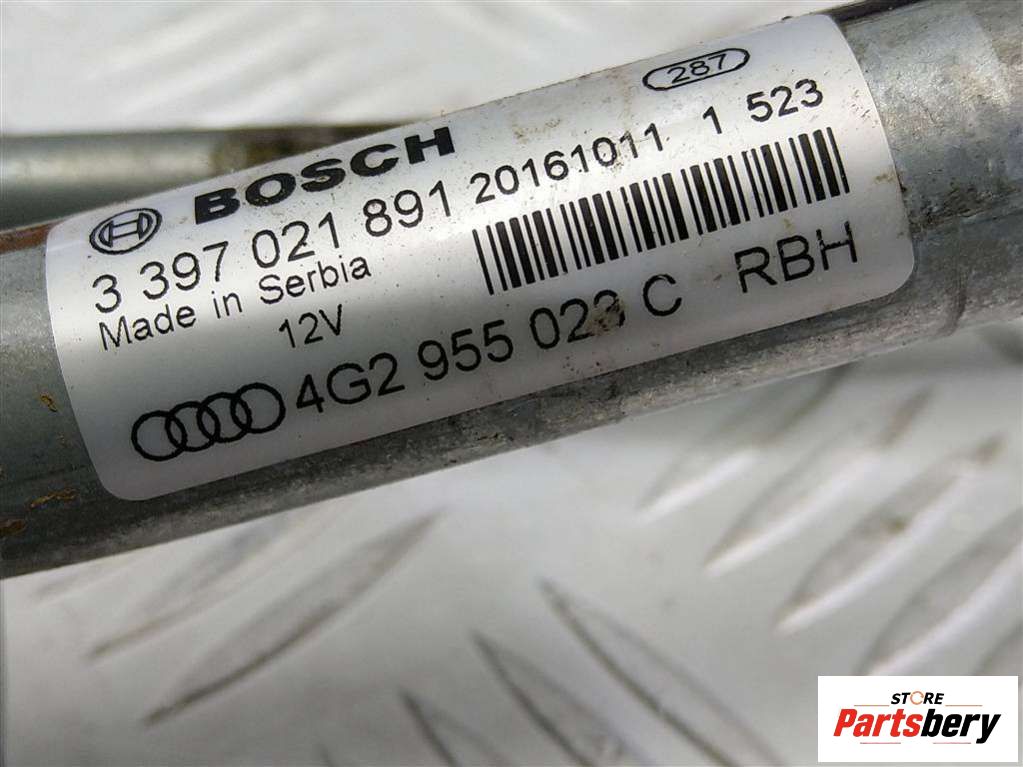 287
BOSCH
3 397 021 891 20161011 1 523
Made in Serbia
12V
4G2 955 023 C RBH
STORE
Partsbery